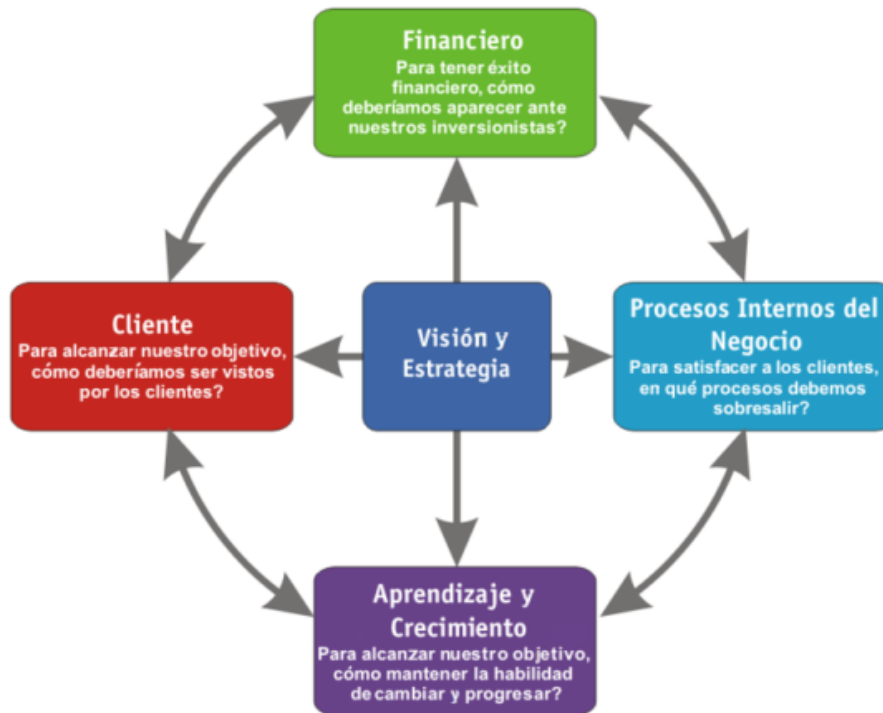 Financiero
Para tener éxito
financiero, cómo
deberíamos aparecer ante
nuestros inversionistas?
Cliente
Para alcanzar nuestro objetivo,
cómo deberíamos ser vistos
por los clientes?
Visión y
Estrategia
Procesos Internos del
Negocio
Para satisfacer a los clientes,
en qué procesos debemos
sobresalir?
Aprendizaje y
Crecimiento
Para alcanzar nuestro objetivo,
cómo mantener la habilidad
de cambiar y progresar?